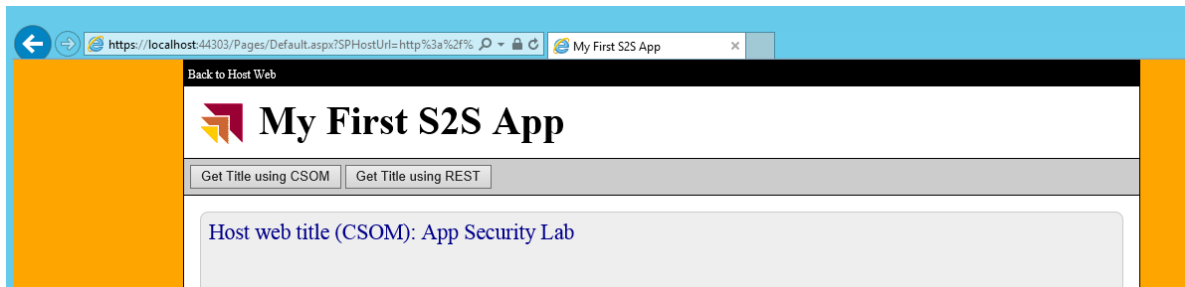 https://localhost:44303/Pages/Default.aspx?SPHostUrl=http%3a%2f%
My First S2S App
Back to Host Web
My First S2S App
Get Title using CSOM Get Title using REST
Host web title (CSOM): App Security Lab